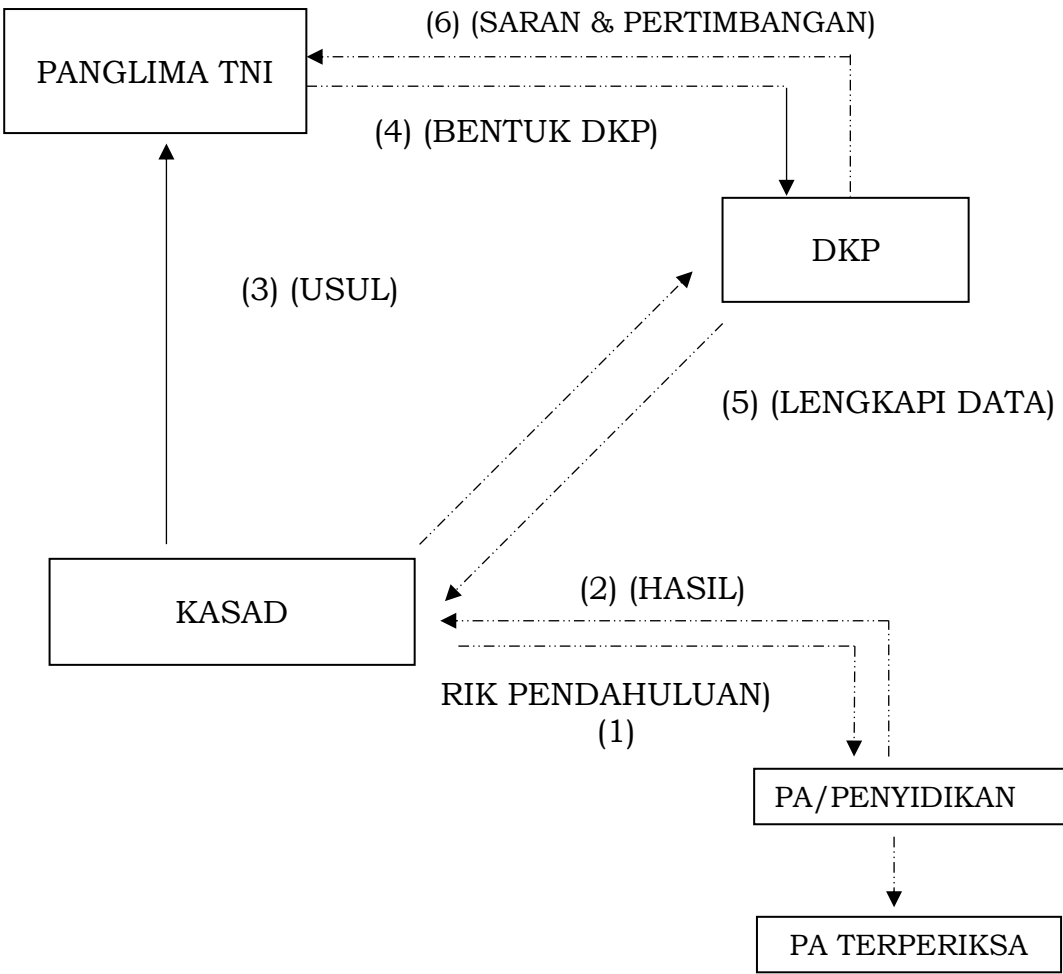 (6) (SARAN & PERTIMBANGAN)
PANGLIMA TNI
(4) (BENTUK DKP)
DKP
(3) (USUL)
(5) (LENGKAPI DATA)
(2) (HASIL)
KASAD
RIK PENDAHULUAN)
(1)
PA/PENYIDIKAN
PA TERPERIKSA